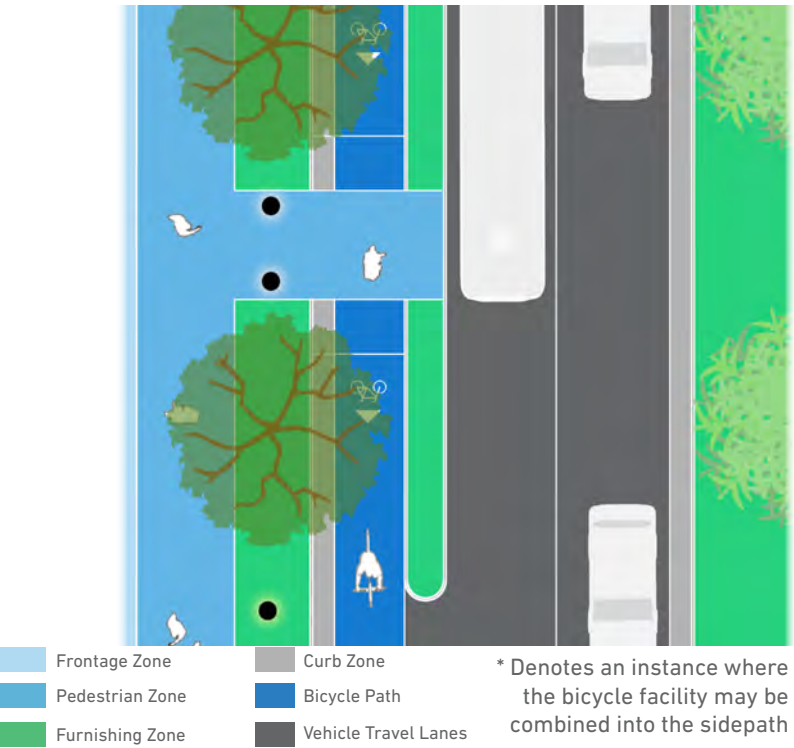 Frontage Zone
Pedestrian Zone
Furnishing Zone
Curb Zone
Bicycle Path
Vehicle Travel Lanes
* Denotes an instance where
the bicycle facility may be
combined into the sidepath